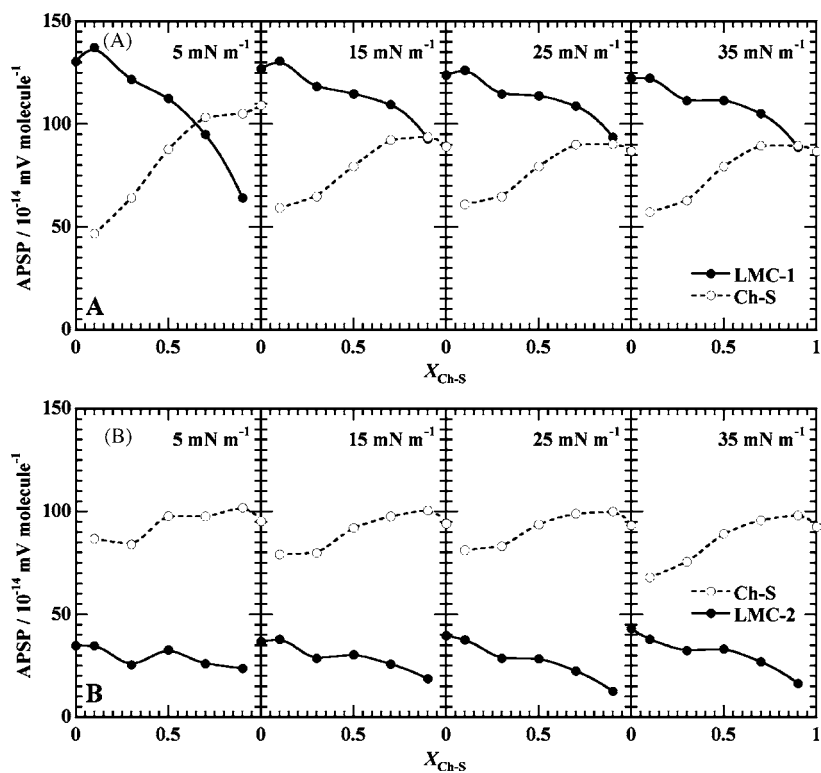 150
(A)
5 mN m⁻¹
15 mN m⁻¹
25 mN m⁻¹
35 mN m⁻¹
100
50
0
APSP / 10⁻¹⁴ mV molecule⁻¹
A
LMC-1
Ch-S
0 0.5 0 0.5 0 0.5 0 0.5 1
X_Ch-S
150
(B)
5 mN m⁻¹
15 mN m⁻¹
25 mN m⁻¹
35 mN m⁻¹
100
50
0
APSP / 10⁻¹⁴ mV molecule⁻¹
B
Ch-S
LMC-2
0 0.5 0 0.5 0 0.5 0 0.5 1
X_Ch-S